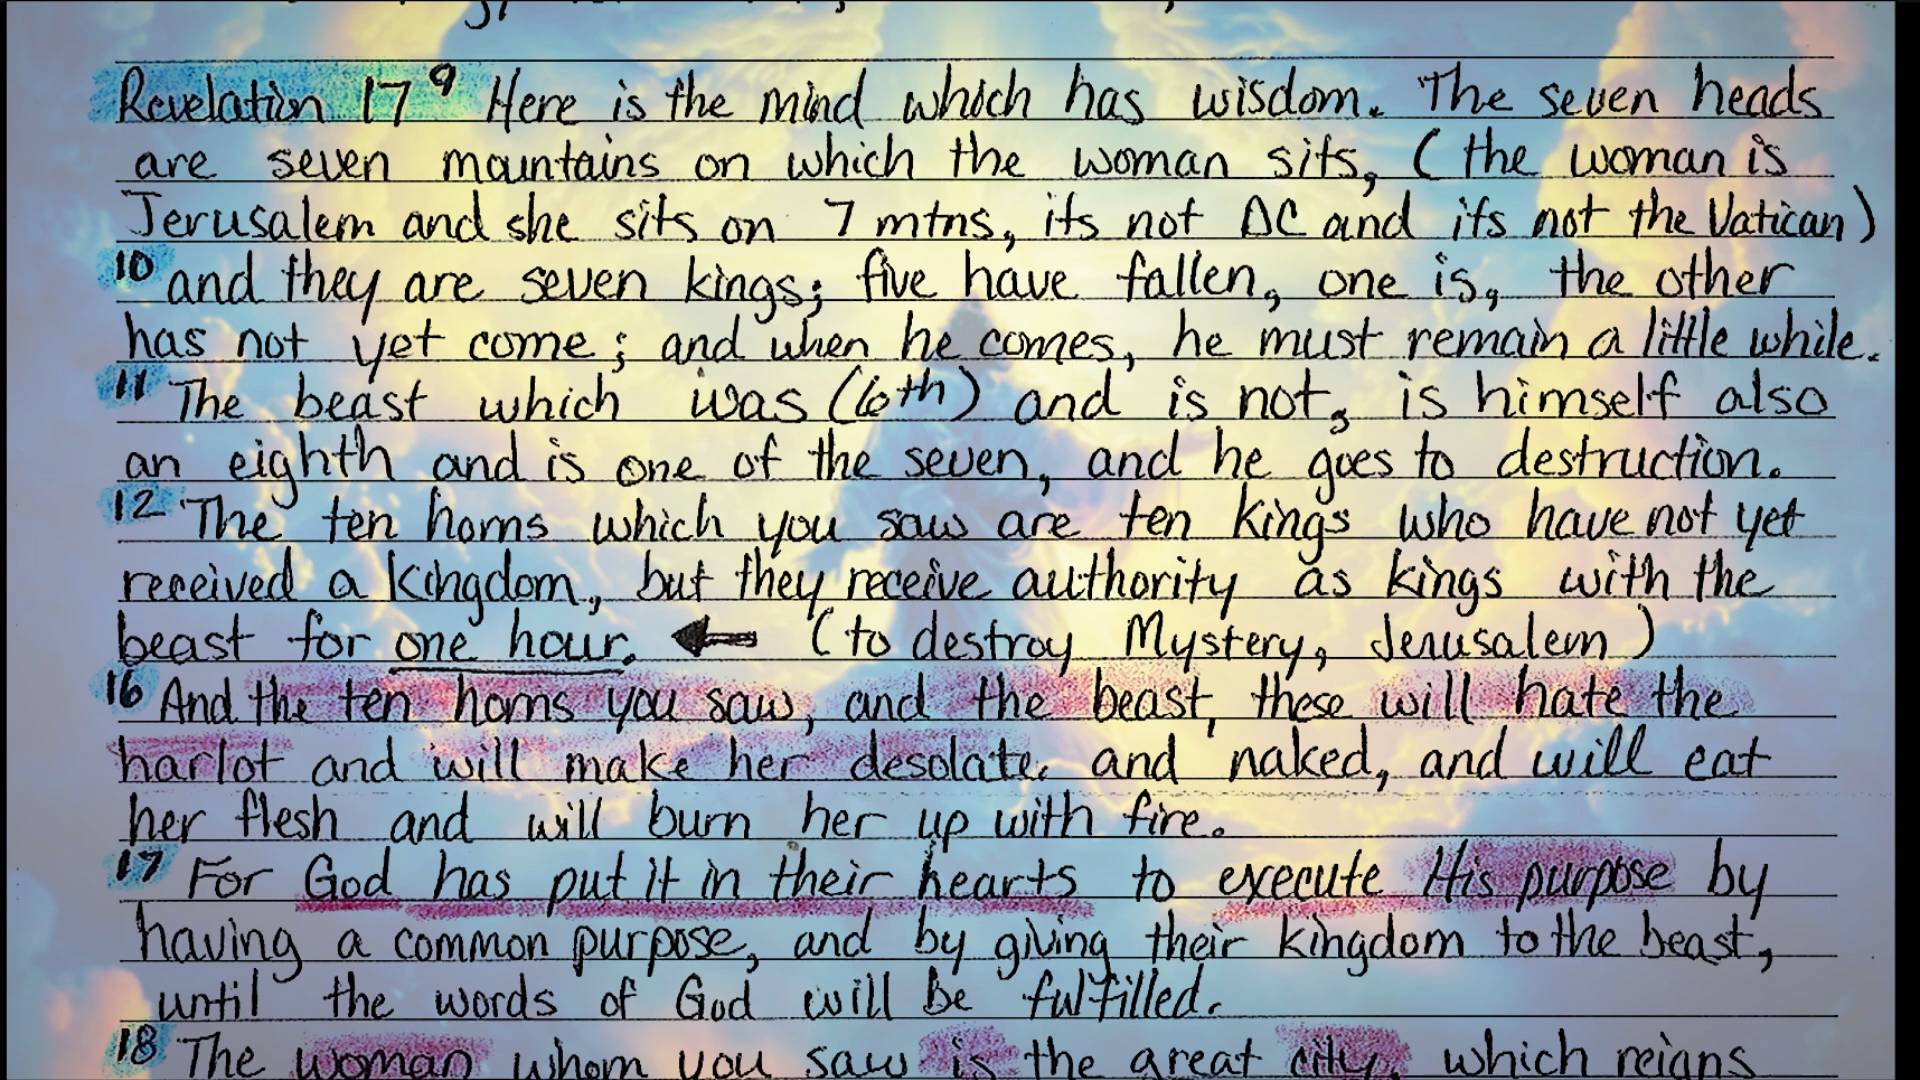 Revelation 17 9 Here is the mind which has wisdom. The seven heads
are seven mountains on which the woman sits, (the woman is
Jerusalem and she sits on 7 mtns, its not DC and its not the Vatican)
10 and they are seven kings; five have fallen, one is, the other
has not yet come; and when he comes, he must remain a little while.
11 The beast which was (6th) and is not, is himself also
an eighth and is one of the seven, and he goes to destruction.
12 The ten horns which you saw are ten kings who have not yet
received a kingdom, but they receive authority as kings with the
beast for one hour. ← (to destroy Mystery, Jerusalem)
16 And the ten horns you saw, and the beast, these will hate the
harlot and will make her desolate and naked, and will eat
her flesh and will burn her up with fire.
17 For God has put it in their hearts to execute His purpose by
having a common purpose, and by giving their kingdom to the beast,
until the words of God will be fulfilled.
18 The woman whom you saw is the great city, which reigns